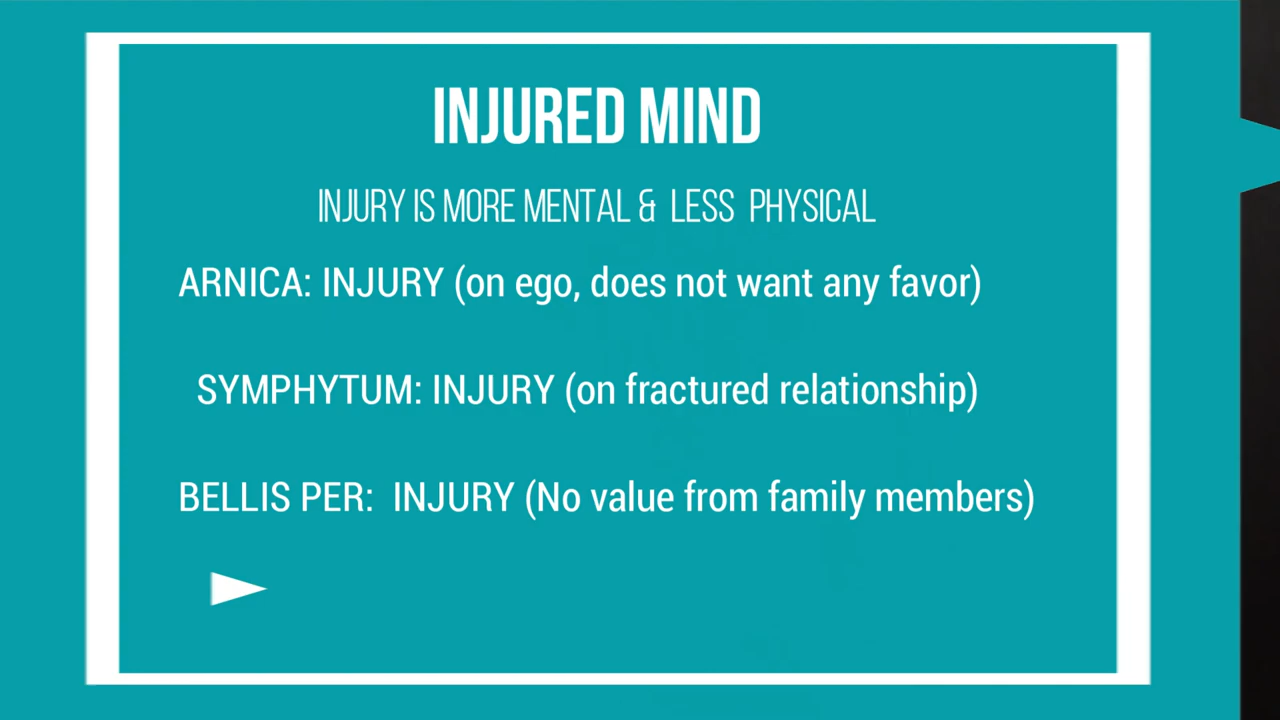 INJURED MIND
INJURY IS MORE MENTAL & LESS PHYSICAL
ARNICA: INJURY (on ego, does not want any favor)
SYMPHYTUM: INJURY (on fractured relationship)
BELLIS PER: INJURY (No value from family members)